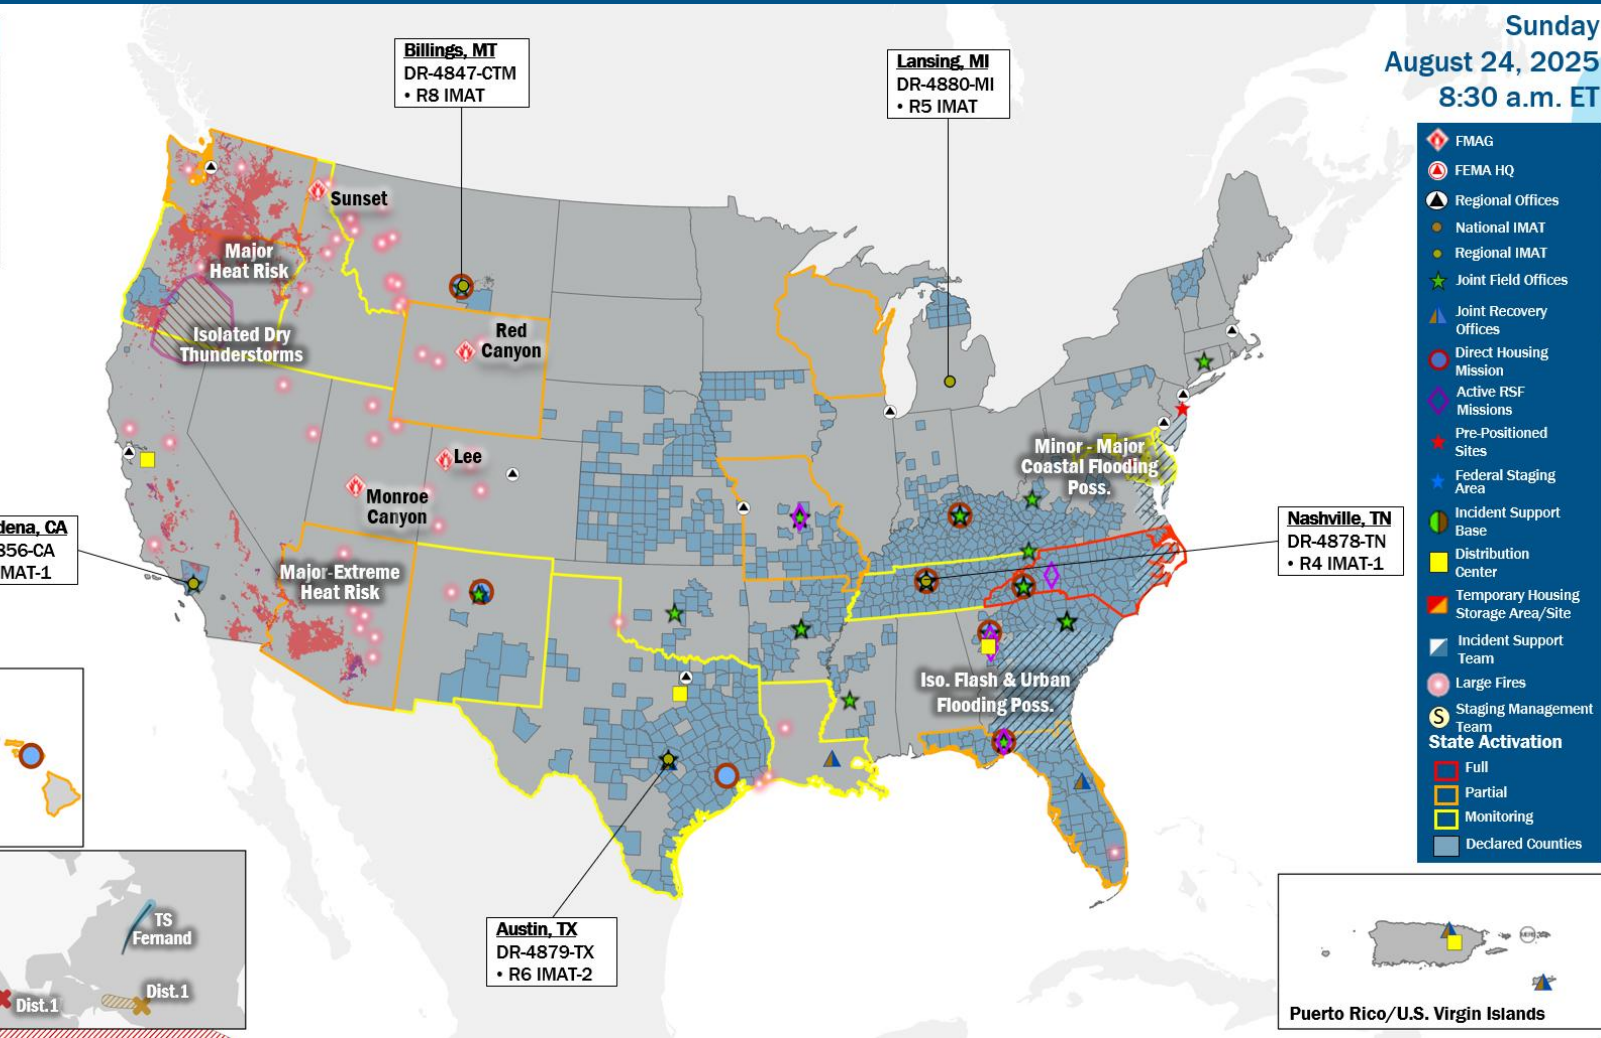 Sunday
August 24, 2025
8:30 a.m. ET
Billings, MT
DR-4847-CTM
• R8 IMAT
Lansing, MI
DR-4880-MI
• R5 IMAT
FMAG
FEMA HQ
Regional Offices
National IMAT
Regional IMAT
Joint Field Offices
Joint Recovery
Offices
Direct Housing
Mission
Active RSF
Missions
Pre-Positioned
Sites
Federal Staging
Area
Incident Support
Base
Distribution
Center
Temporary Housing
Storage Area/Site
Incident Support
Team
Large Fires
S
Staging Management
Team
State Activation
Full
Partial
Monitoring
Declared Counties
Sunset
Major
Heat Risk
Isolated Dry
Thunderstorms
Red
Canyon
Lee
Monroe
Canyon
Minor - Major
Coastal Flooding
Poss.
dena, CA
856-CA
MAT-1
Major-Extreme
Heat Risk
Nashville, TN
DR-4878-TN
• R4 IMAT-1
Iso. Flash & Urban
Flooding Poss.
Austin, TX
DR-4879-TX
• R6 IMAT-2
TS
Fernand
Dist.1
Dist.1
Puerto Rico/U.S. Virgin Islands